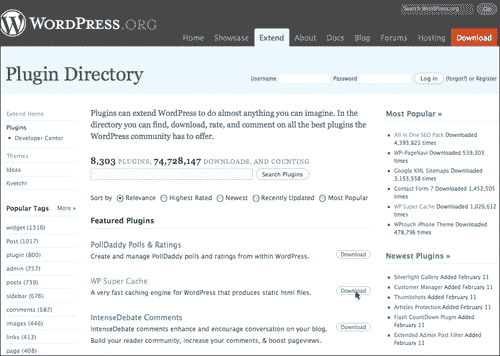 Search WordPress.org Go
WORDPRESS.ORG
Home Showcase Extend About Docs Blog Forums Hosting Download
Plugin Directory
Username Password Log in (forgot?) or Register
Extend Home
Plugins
• Developer Center
Themes
Ideas
Kvetch!
Popular Tags More »
widget (1316)
Post (1017)
plugin (800)
admin (757)
posts (739)
sidebar (676)
comments (587)
images (446)
links (413)
page (404)
Plugins can extend WordPress to do almost anything you can imagine. In the
directory you can find, download, rate, and comment on all the best plugins the
WordPress community has to offer.
8,303 PLUGINS, 74,728,147 DOWNLOADS, AND COUNTING
Search Plugins
Sort by Relevance Highest Rated Newest Recently Updated Most Popular
Featured Plugins
PollDaddy Polls & Ratings
Create and manage PollDaddy polls and ratings from within WordPress.
Download
WP Super Cache
A very fast caching engine for WordPress that produces static html files.
Download
IntenseDebate Comments
IntenseDebate comments enhance and encourage conversation on your blog.
Build your reader community, increase your comments, & boost pageviews.
Download
Most Popular »
All in One SEO Pack Downloaded
4,393,823 times
WP-PageNavi Downloaded 539,303
times
Google XML Sitemaps Downloaded
3,153,558 times
Contact Form 7 Downloaded 1,452,505
times
WP Super Cache Downloaded 1,026,612
times
WPtouch iPhone Theme Downloaded
478,796 times
Newest Plugins »
Silverlight Gallery Added February 11
Customer Manager Added February 11
Thumbshots Added February 11
Articles Protection Added February 11
Flash CountDown Plugin Added
February 11
Extended Admin Post Filter Added
February 11